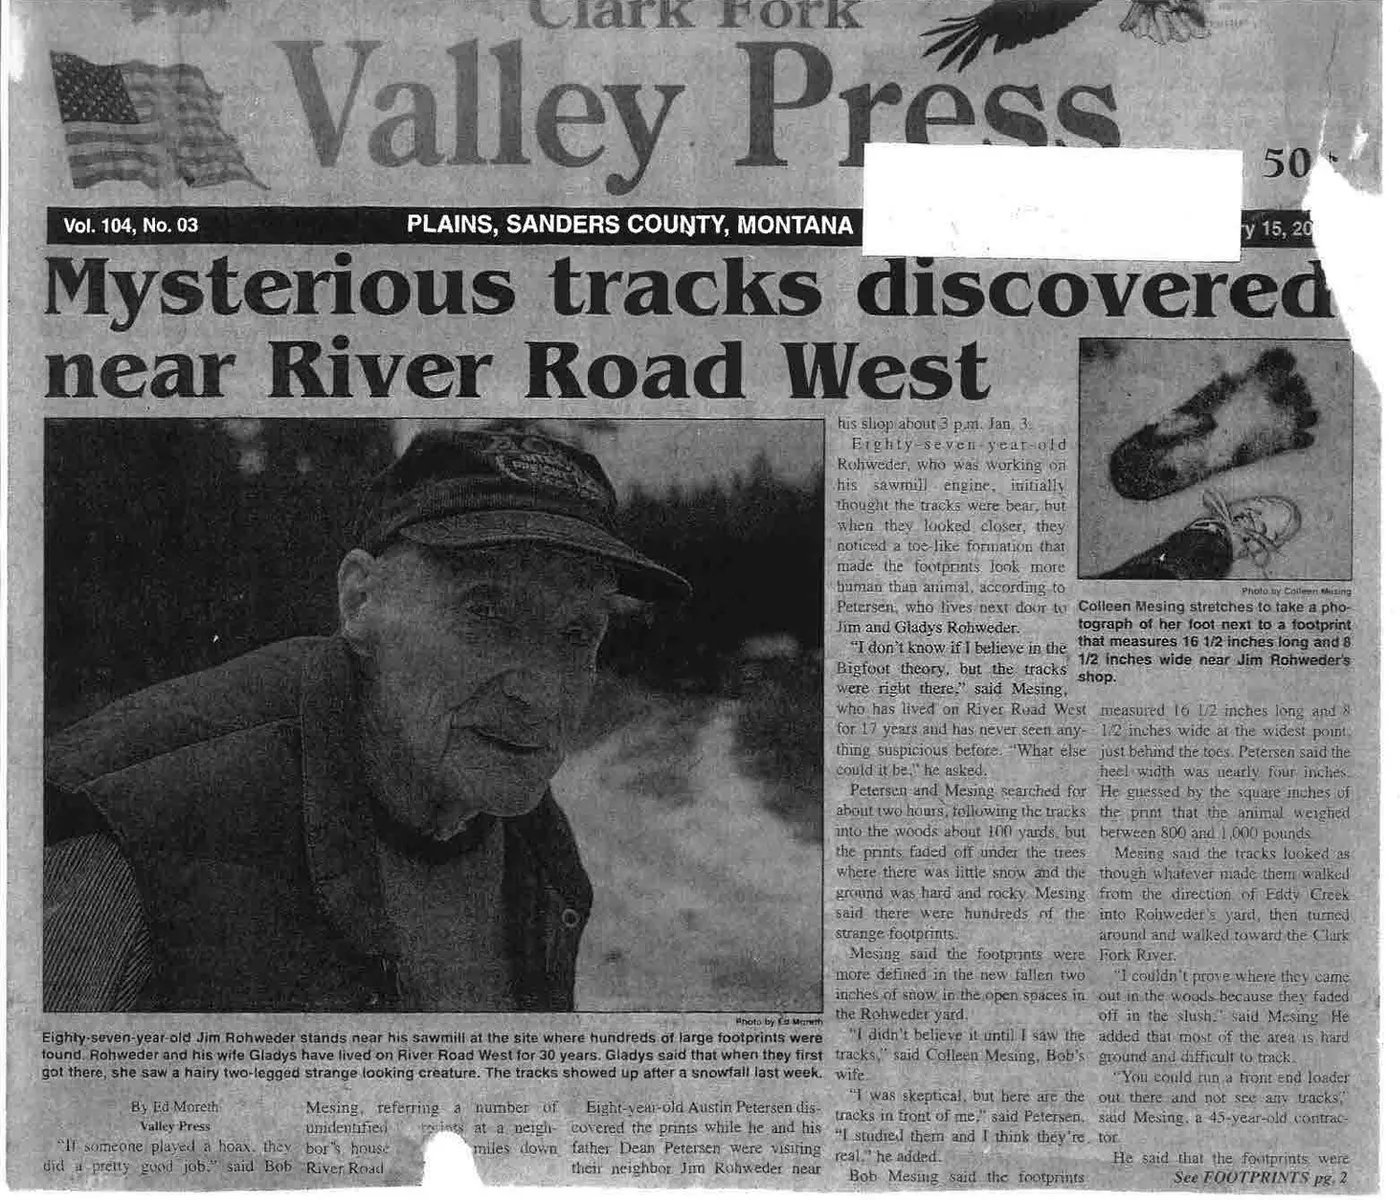 Clark Fork
Valley Press
50
Vol. 104, No. 03
PLAINS, SANDERS COUNTY, MONTANA
ry 15, 20
Mysterious tracks discovered
near River Road West
Photo by Ed Moreth
Eighty-seven-year-old Jim Rohweder stands near his sawmill at the site where hundreds of large footprints were
found. Rohweder and his wife Gladys have lived on River Road West for 30 years. Gladys said that when they first
got there, she saw a hairy two-legged strange looking creature. The tracks showed up after a snowfall last week.
By Ed Moreth
Valley Press
"If someone played a hoax, they
did a pretty good job," said Bob
Mesing, referring a number of
unidentified at a neigh-
bor's house miles down
River Road
Eight-year-old Austin Petersen dis-
covered the prints while he and his
father Dean Petersen were visiting
their neighbor Jim Rohweder near
his shop about 3 p.m. Jan. 3.
Eighty-seven-year-old
Rohweder, who was working on
his sawmill engine, initially
thought the tracks were bear, but
when they looked closer, they
noticed a toe-like formation that
made the footprints look more
human than animal, according to
Petersen, who lives next door to
Jim and Gladys Rohweder.
"I don't know if I believe in the
Bigfoot theory, but the tracks
were right there," said Mesing,
who has lived on River Road West
for 17 years and has never seen any-
thing suspicious before. "What else
could it be," he asked.
Petersen and Mesing searched for
about two hours, following the tracks
into the woods about 100 yards, but
the prints faded off under the trees
where there was little snow and the
ground was hard and rocky. Mesing
said there were hundreds of the
strange footprints.
Mesing said the footprints were
more defined in the new fallen two
inches of snow in the open spaces in
the Rohweder yard.
"I didn't believe it until I saw the
tracks," said Colleen Mesing, Bob's
wife.
"I was skeptical, but here are the
tracks in front of me," said Petersen.
"I studied them and I think they're
real," he added.
Bob Mesing said the footprints
Photo by Colleen Mesing
Colleen Mesing stretches to take a pho-
tograph of her foot next to a footprint
that measures 16 1/2 inches long and 8
1/2 inches wide near Jim Rohweder's
shop.
measured 16 1/2 inches long and 8
1/2 inches wide at the widest point,
just behind the toes. Petersen said the
heel width was nearly four inches.
He guessed by the square inches of
the print that the animal weighed
between 800 and 1,000 pounds.
Mesing said the tracks looked as
though whatever made them walked
from the direction of Eddy Creek
into Rohweder's yard, then turned
around and walked toward the Clark
Fork River.
"I couldn't prove where they came
out in the woods because they faded
off in the slush," said Mesing. He
added that most of the area is hard
ground and difficult to track.
"You could run a front end loader
out there and not see any tracks,"
said Mesing, a 45-year-old contrac-
tor.
He said that the footprints were
See FOOTPRINTS pg. 2